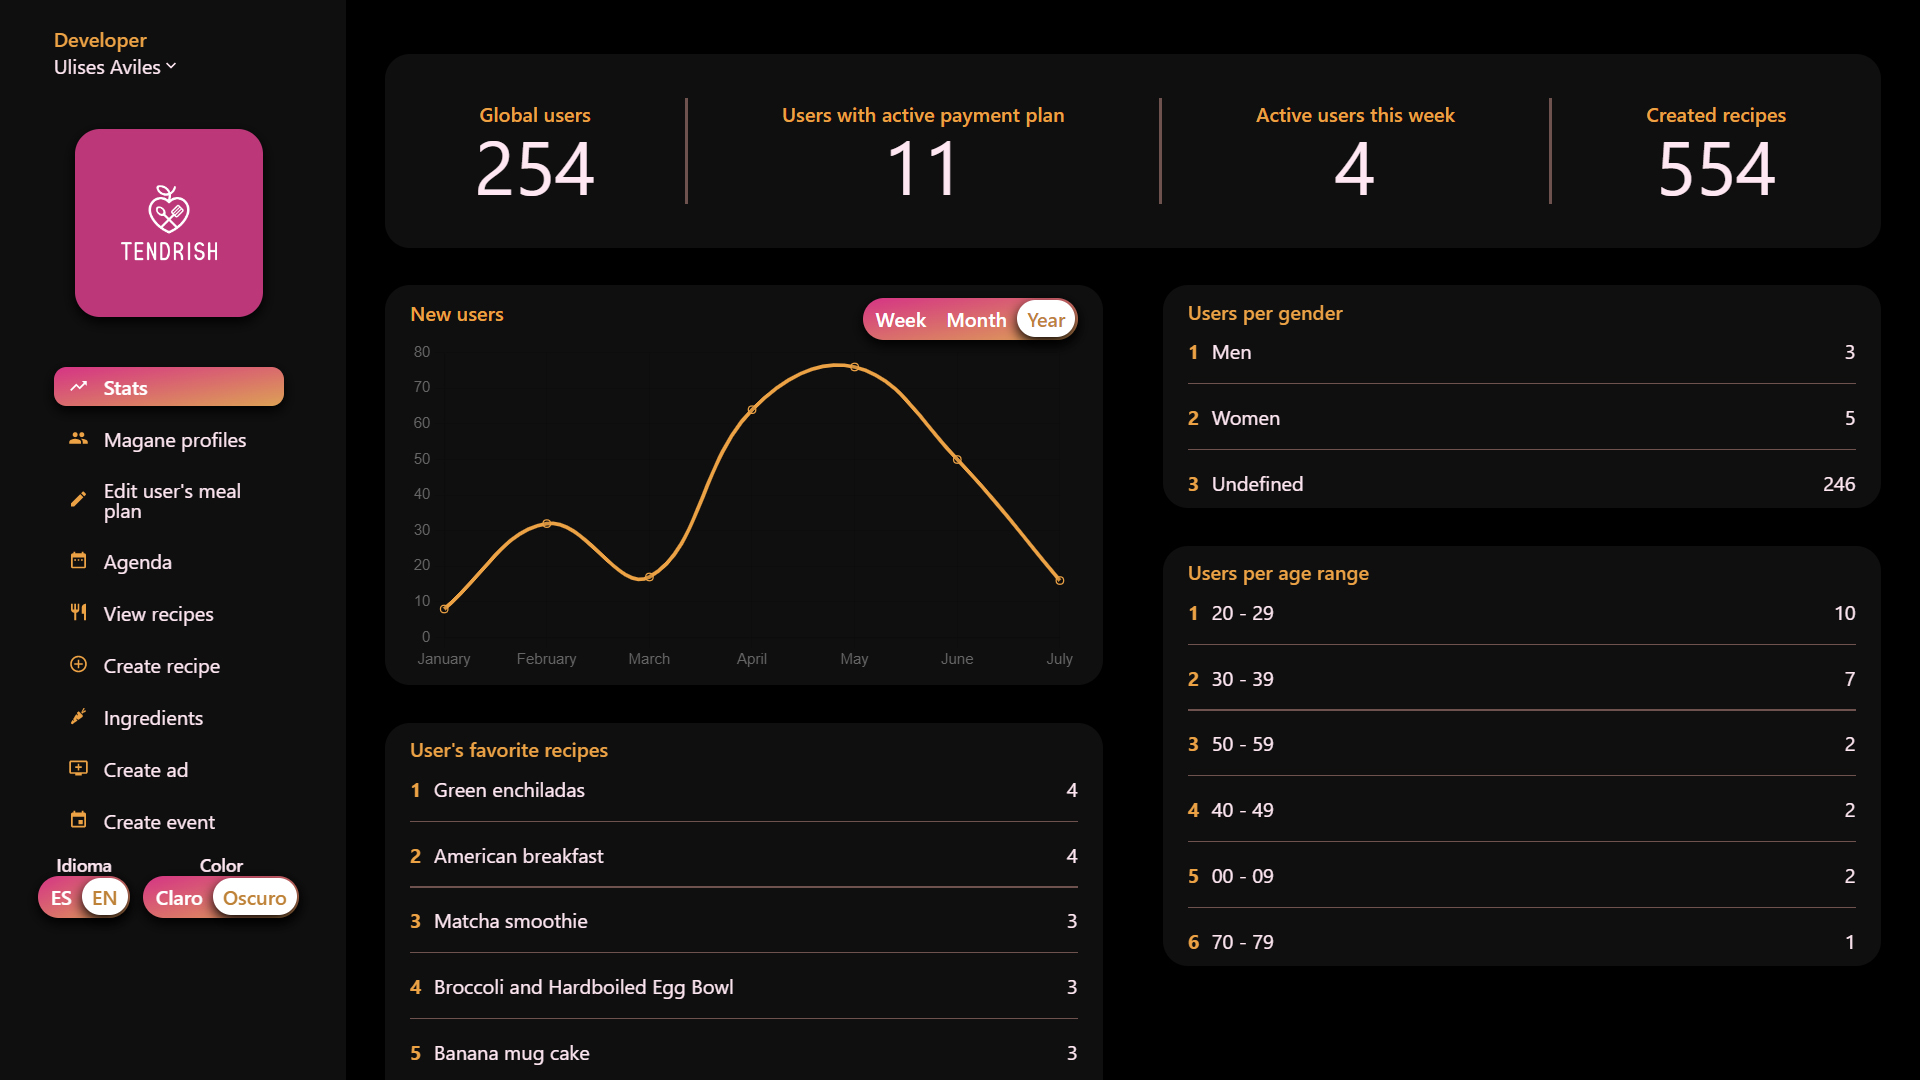 Developer
Ulises Aviles
TENDRISH
Stats
Magane profiles
Edit user's meal
plan
Agenda
View recipes
Create recipe
Ingredients
Create ad
Create event
Idioma
Color
ES EN
Claro Oscuro
Global users
254
Users with active payment plan
11
Active users this week
4
Created recipes
554
New users
Week Month Year
80
70
60
50
40
30
20
10
0
January February March April May June July
User's favorite recipes
1 Green enchiladas 4
2 American breakfast 4
3 Matcha smoothie 3
4 Broccoli and Hardboiled Egg Bowl 3
5 Banana mug cake 3
Users per gender
1 Men 3
2 Women 5
3 Undefined 246
Users per age range
1 20 - 29 10
2 30 - 39 7
3 50 - 59 2
4 40 - 49 2
5 00 - 09 2
6 70 - 79 1